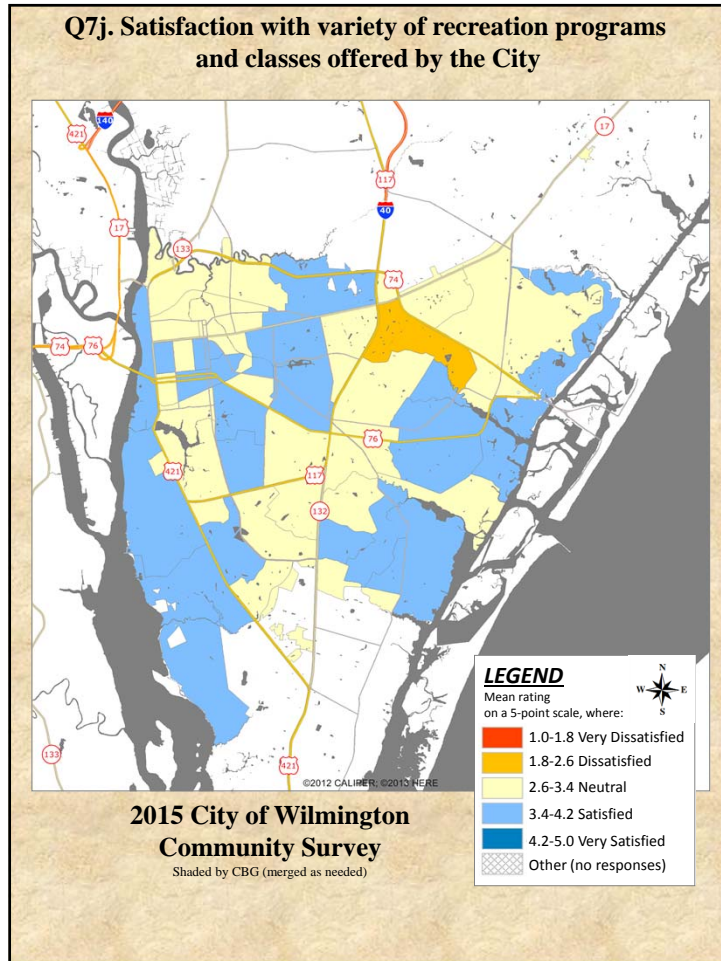 Q7j. Satisfaction with variety of recreation programs
and classes offered by the City
140
421
17
117
17
40
133
74
74
76
76
421
117
132
133
421
©2012 CALIPER; ©2013 HERE
LEGEND
Mean rating
on a 5-point scale, where:
N
W E
S
1.0-1.8 Very Dissatisfied
1.8-2.6 Dissatisfied
2.6-3.4 Neutral
3.4-4.2 Satisfied
4.2-5.0 Very Satisfied
Other (no responses)
2015 City of Wilmington
Community Survey
Shaded by CBG (merged as needed)